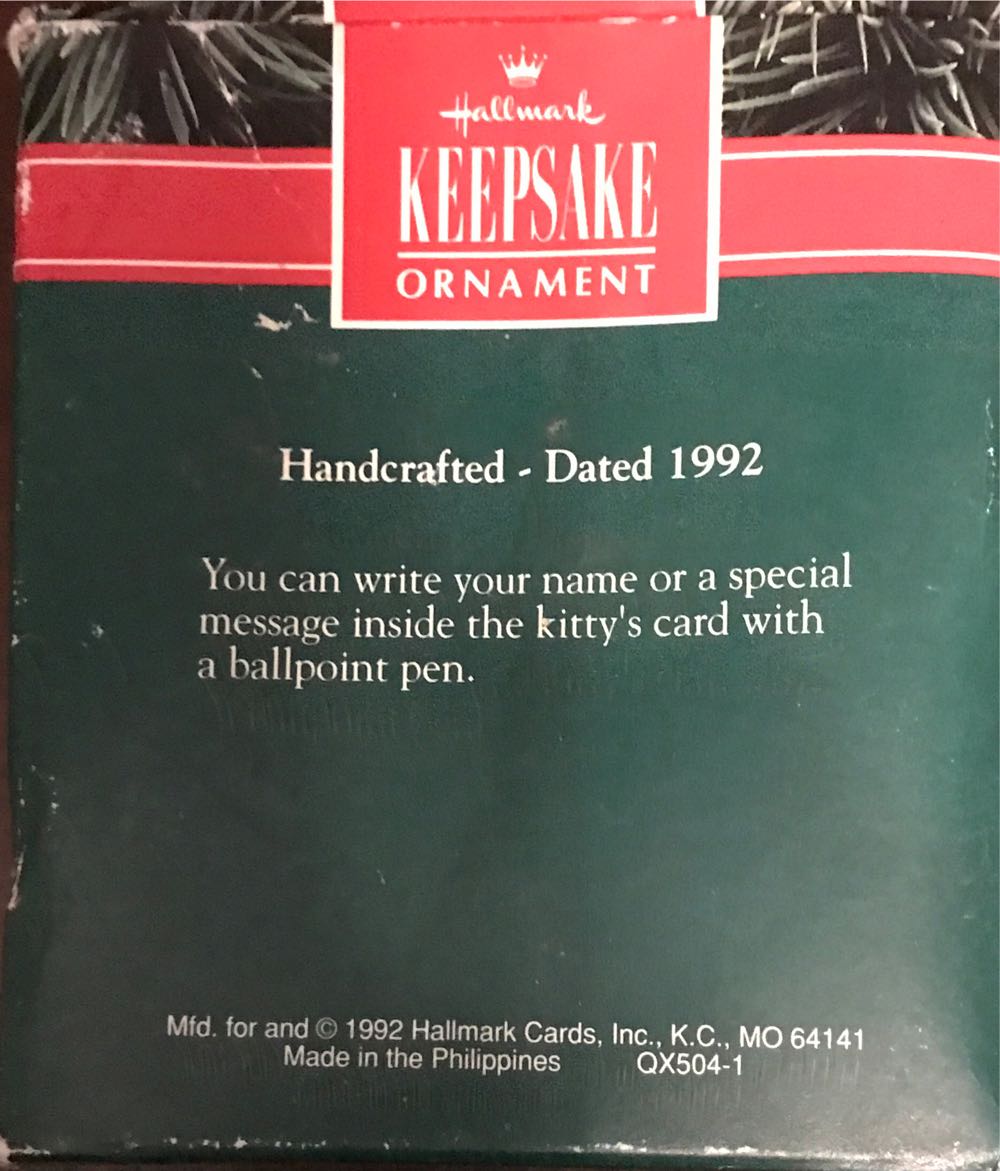 Hallmark
KEEPSAKE
ORNAMENT
Handcrafted - Dated 1992
You can write your name or a special
message inside the kitty's card with
a ballpoint pen.
Mfd. for and © 1992 Hallmark Cards, Inc., K.C., MO 64141
Made in the Philippines QX504-1